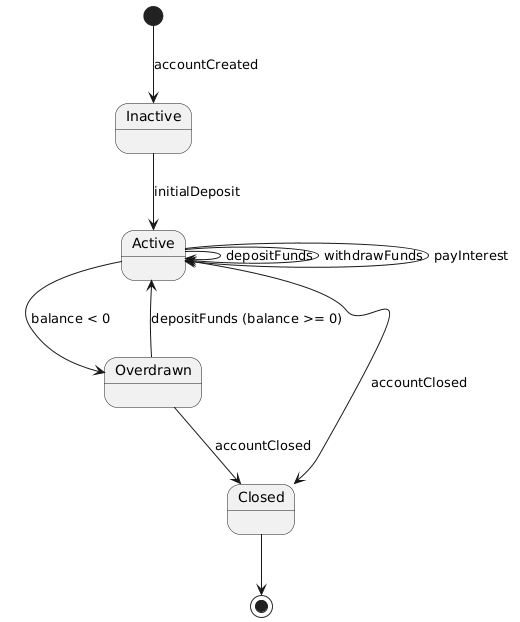 accountCreated
Inactive
initialDeposit
Active
depositFunds
withdrawFunds
payInterest
balance < 0
depositFunds (balance >= 0)
Overdrawn
accountClosed
accountClosed
Closed